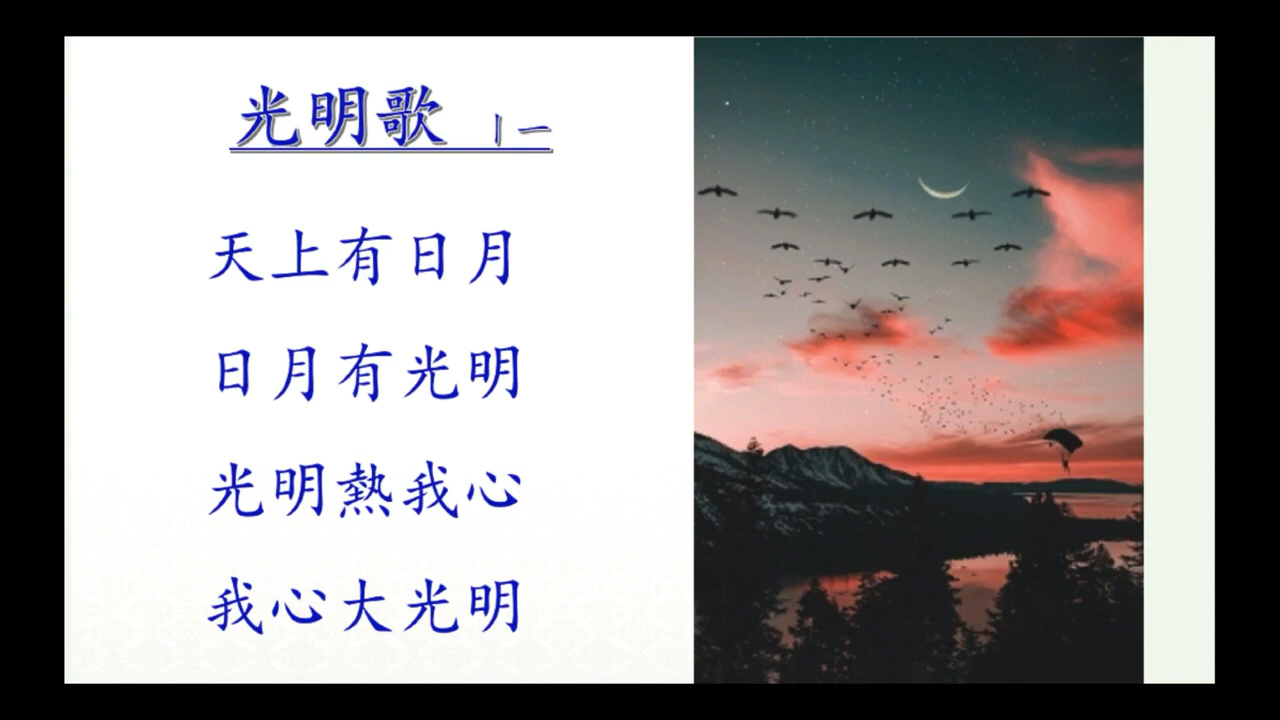 光明歌 |一
天上有日月
日月有光明
光明熱我心
我心大光明